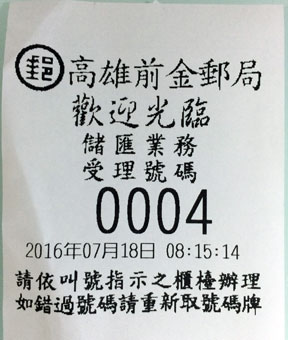 郵高雄前金郵局
歡迎光臨
儲匯業務
受理號碼
0004
2016年07月18日 08:15:14
請依叫號指示之櫃檯辦理
如錯過號碼請重新取號碼牌